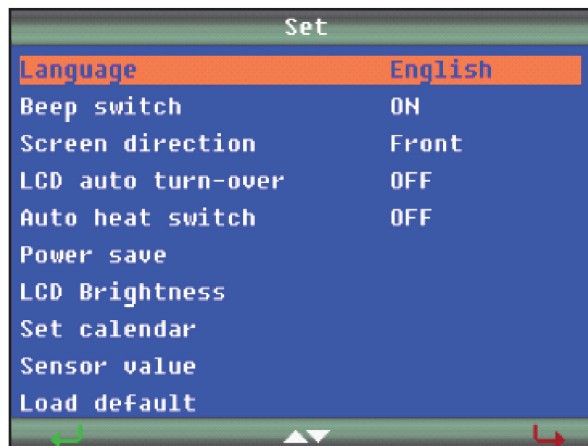 Set
Language English
Beep switch ON
Screen direction Front
LCD auto turn-over OFF
Auto heat switch OFF
Power save
LCD Brightness
Set calendar
Sensor value
Load default